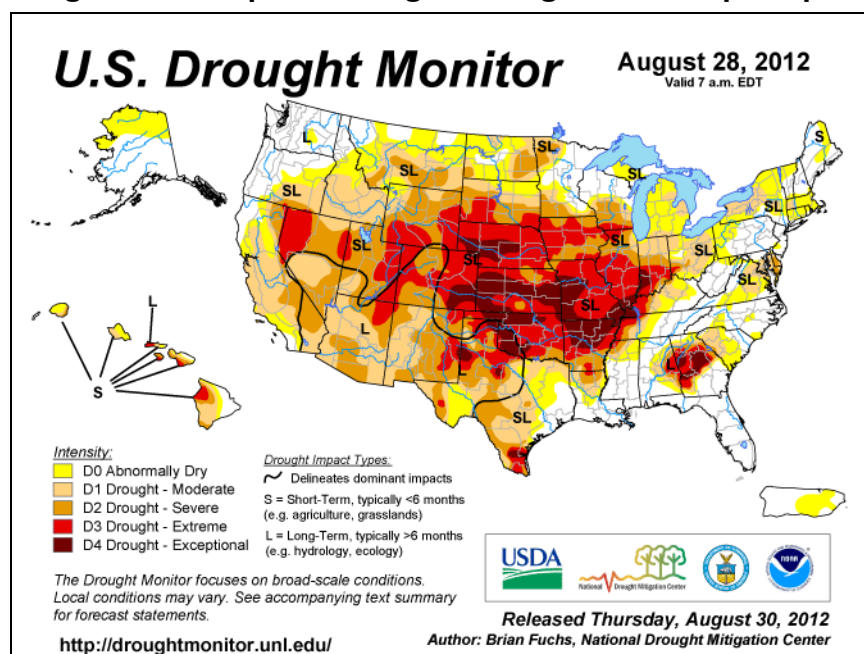 U.S. Drought Monitor
August 28, 2012
Valid 7 a.m. EDT
L
SL
SL
SL
SL
S
SL
SL
SL
SL
SL
SL
SL
SL
L
L
L
SL
L
S
Intensity:
D0 Abnormally Dry
D1 Drought - Moderate
D2 Drought - Severe
D3 Drought - Extreme
D4 Drought - Exceptional
Drought Impact Types:
Delineates dominant impacts
S = Short-Term, typically <6 months
(e.g. agriculture, grasslands)
L = Long-Term, typically >6 months
(e.g. hydrology, ecology)
USDA
National Drought Mitigation Center
NOAA
The Drought Monitor focuses on broad-scale conditions.
Local conditions may vary. See accompanying text summary
for forecast statements.
http://droughtmonitor.unl.edu/
Released Thursday, August 30, 2012
Author: Brian Fuchs, National Drought Mitigation Center